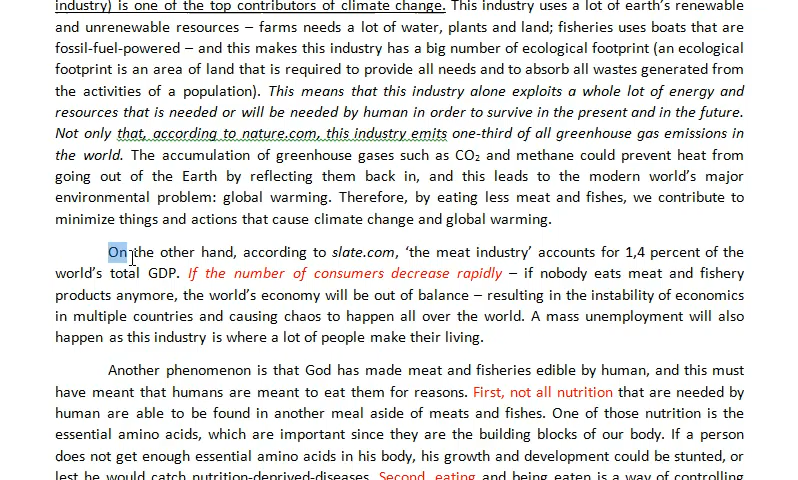 industry) is one of the top contributors of climate change. This industry uses a lot of earth's renewable
and unrenewable resources – farms needs a lot of water, plants and land; fisheries uses boats that are
fossil-fuel-powered – and this makes this industry has a big number of ecological footprint (an ecological
footprint is an area of land that is required to provide all needs and to absorb all wastes generated from
the activities of a population). This means that this industry alone exploits a whole lot of energy and
resources that is needed or will be needed by human in order to survive in the present and in the future.
Not only that, according to nature.com, this industry emits one-third of all greenhouse gas emissions in
the world. The accumulation of greenhouse gases such as CO₂ and methane could prevent heat from
going out of the Earth by reflecting them back in, and this leads to the modern world's major
environmental problem: global warming. Therefore, by eating less meat and fishes, we contribute to
minimize things and actions that cause climate change and global warming.
On the other hand, according to slate.com, 'the meat industry' accounts for 1,4 percent of the
world's total GDP. If the number of consumers decrease rapidly – if nobody eats meat and fishery
products anymore, the world's economy will be out of balance – resulting in the instability of economics
in multiple countries and causing chaos to happen all over the world. A mass unemployment will also
happen as this industry is where a lot of people make their living.
Another phenomenon is that God has made meat and fisheries edible by human, and this must
have meant that humans are meant to eat them for reasons. First, not all nutrition that are needed by
human are able to be found in another meal aside of meats and fishes. One of those nutrition is the
essential amino acids, which are important since they are the building blocks of our body. If a person
does not get enough essential amino acids in his body, his growth and development could be stunted, or
lest he would catch nutrition-deprived-diseases. Second, eating and being eaten is a way of controlling